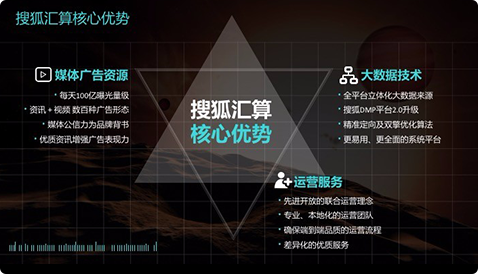 搜狐汇算核心优势
媒体广告资源
每天100亿曝光量级
资讯 + 视频 数百种广告形态
媒体公信力为品牌背书
优质资讯增强广告表现力
搜狐汇算
核心优势
大数据技术
全平台立体化大数据来源
搜狐DMP平台2.0升级
精准定向及双擎优化算法
更易用、更全面的系统平台
运营服务
先进开放的联合运营理念
专业、本地化的运营团队
确保端到端品质的运营流程
差异化的优质服务